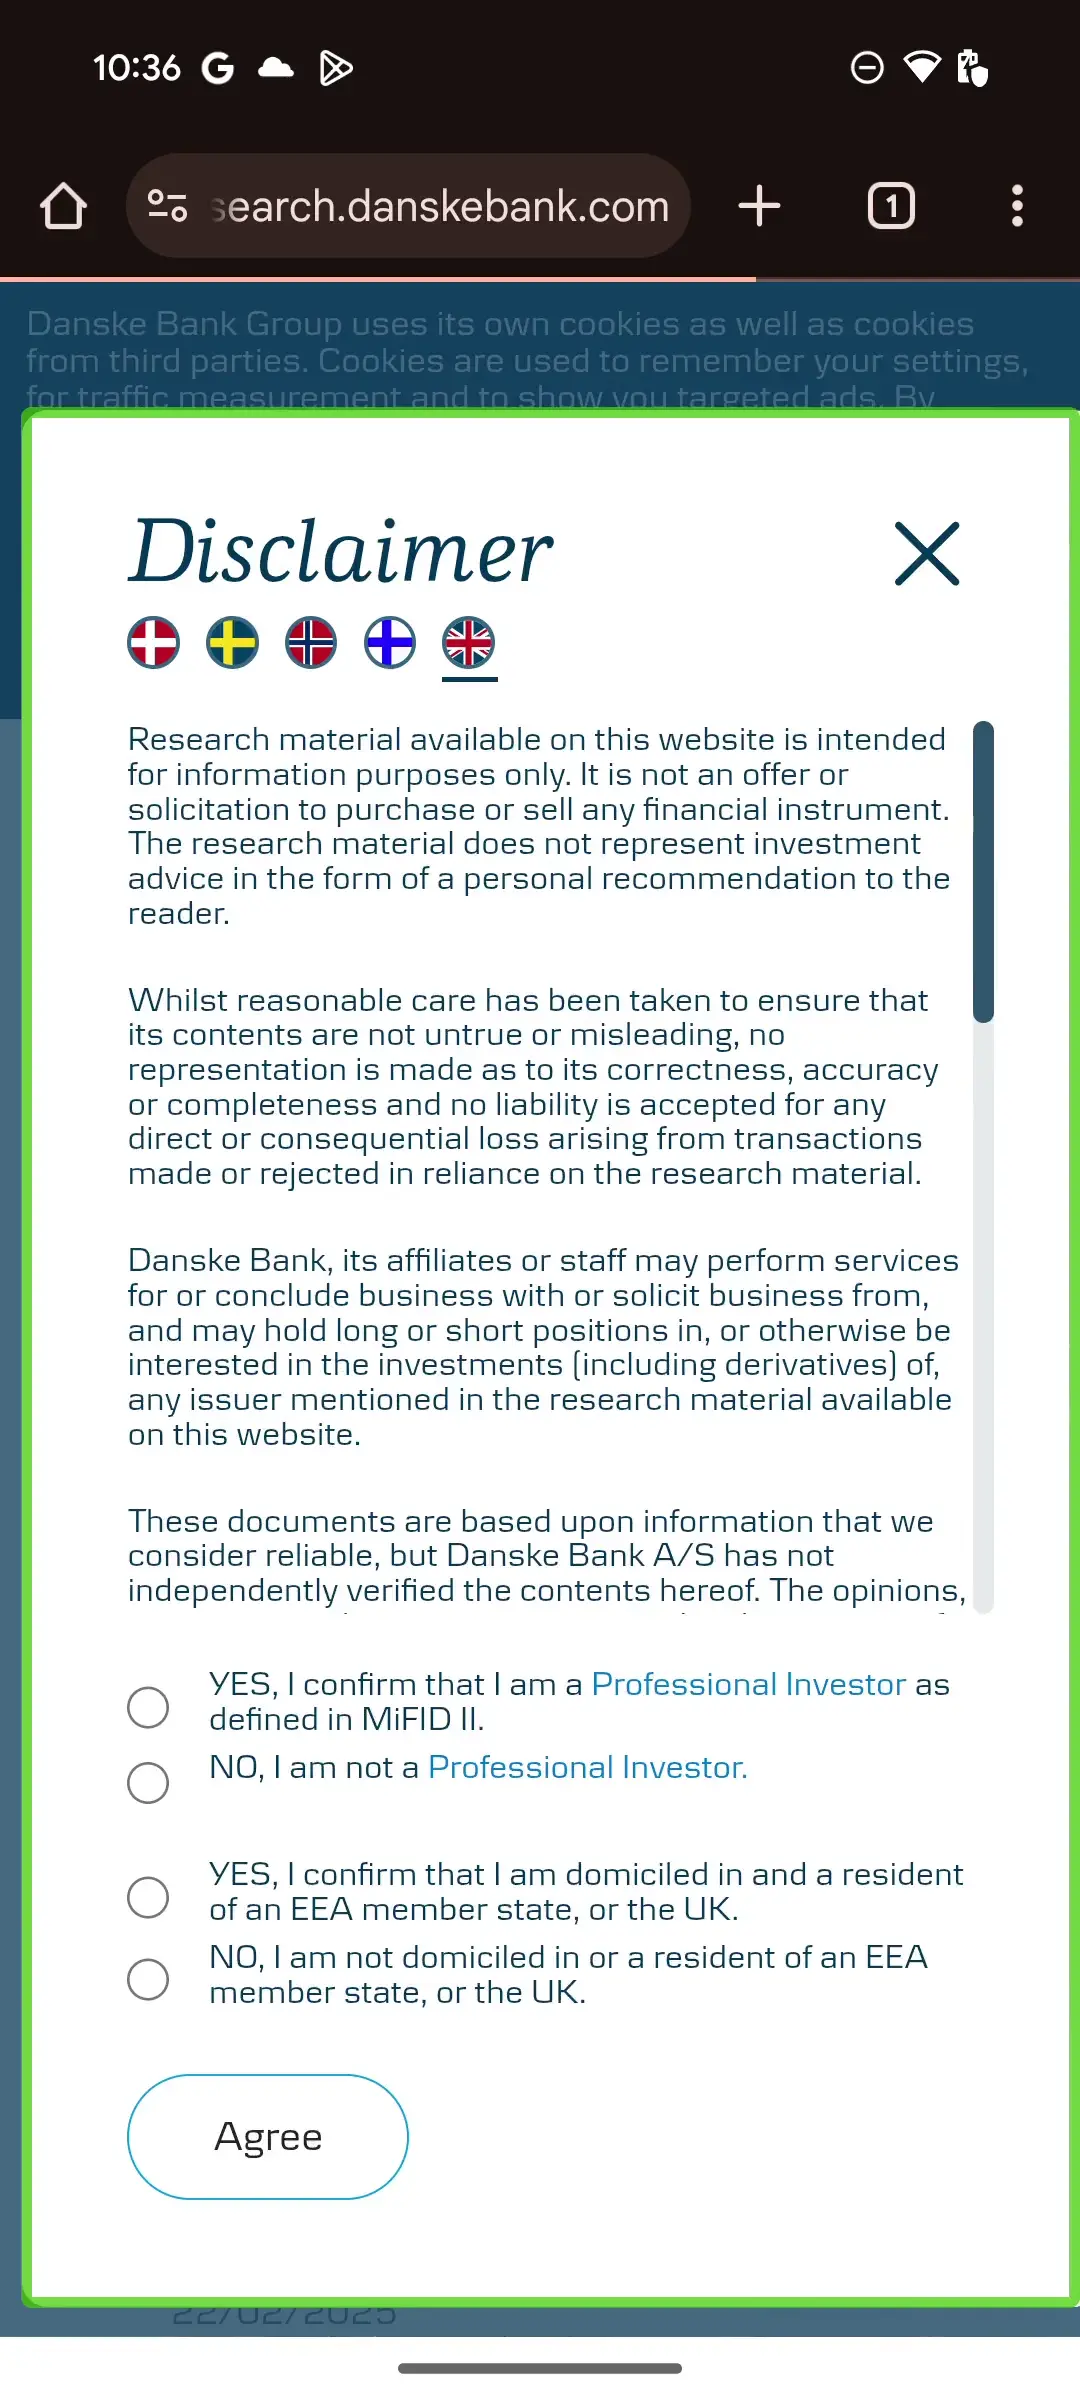 10:36
search.danskebank.com
1
Danske Bank Group uses its own cookies as well as cookies
from third parties. Cookies are used to remember your settings,
for traffic measurement and to show you targeted ads. By
Disclaimer
Research material available on this website is intended
for information purposes only. It is not an offer or
solicitation to purchase or sell any financial instrument.
The research material does not represent investment
advice in the form of a personal recommendation to the
reader.
Whilst reasonable care has been taken to ensure that
its contents are not untrue or misleading, no
representation is made as to its correctness, accuracy
or completeness and no liability is accepted for any
direct or consequential loss arising from transactions
made or rejected in reliance on the research material.
Danske Bank, its affiliates or staff may perform services
for or conclude business with or solicit business from,
and may hold long or short positions in, or otherwise be
interested in the investments (including derivatives) of,
any issuer mentioned in the research material available
on this website.
These documents are based upon information that we
consider reliable, but Danske Bank A/S has not
independently verified the contents hereof. The opinions,
YES, I confirm that I am a Professional Investor as
defined in MiFID II.
NO, I am not a Professional Investor.
YES, I confirm that I am domiciled in and a resident
of an EEA member state, or the UK.
NO, I am not domiciled in or a resident of an EEA
member state, or the UK.
Agree
22/02/2025